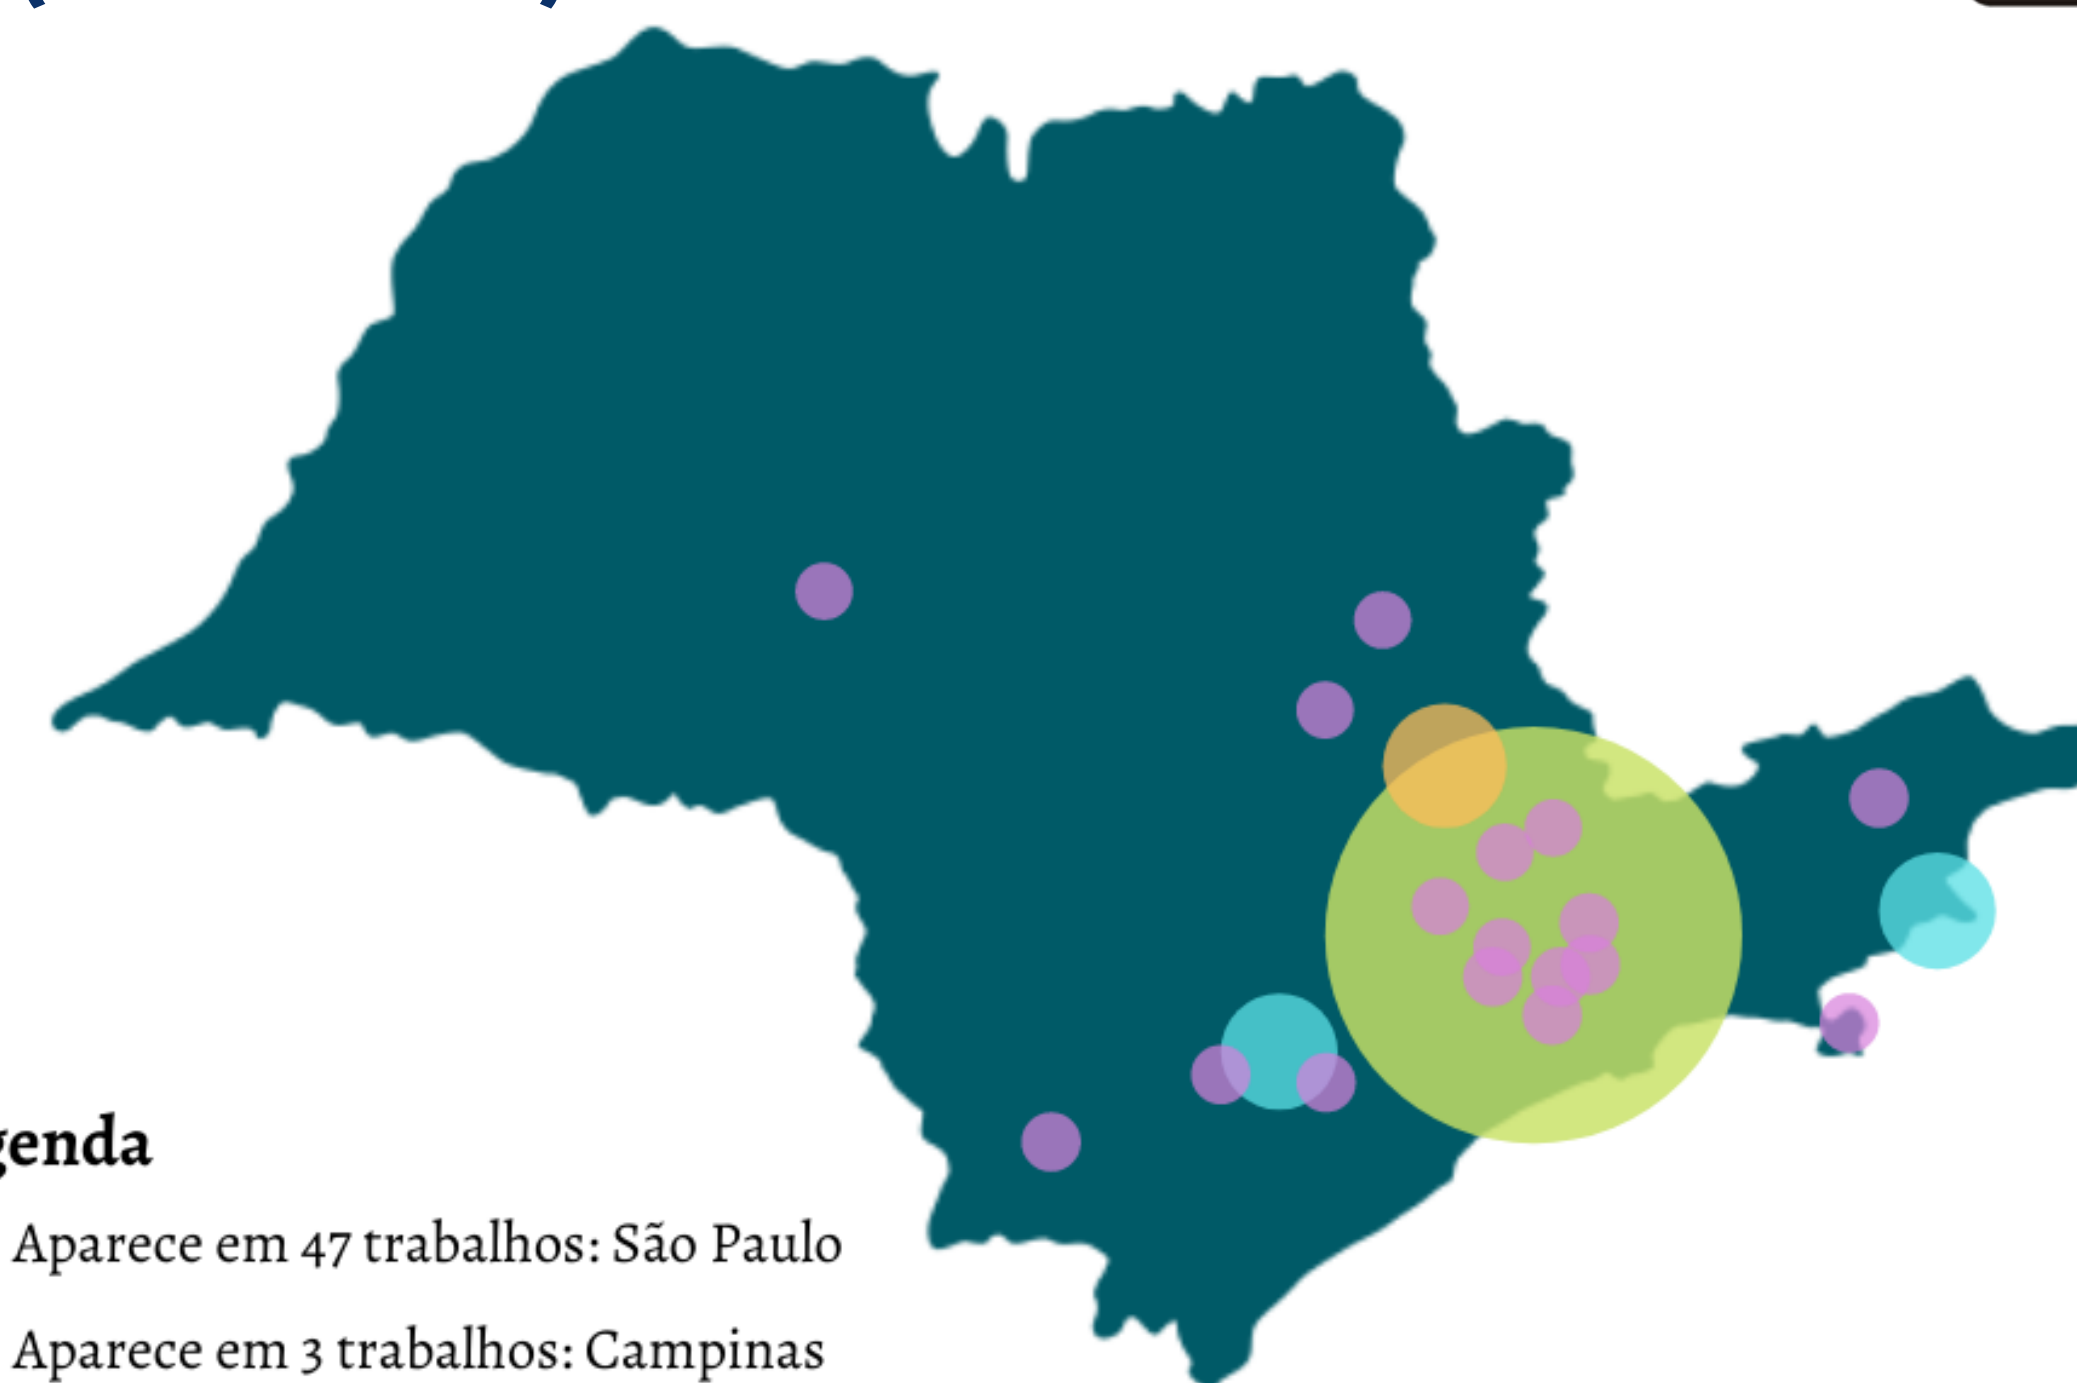 genda
Aparece em 47 trabalhos: São Paulo
Aparece em 3 trabalhos: Campinas